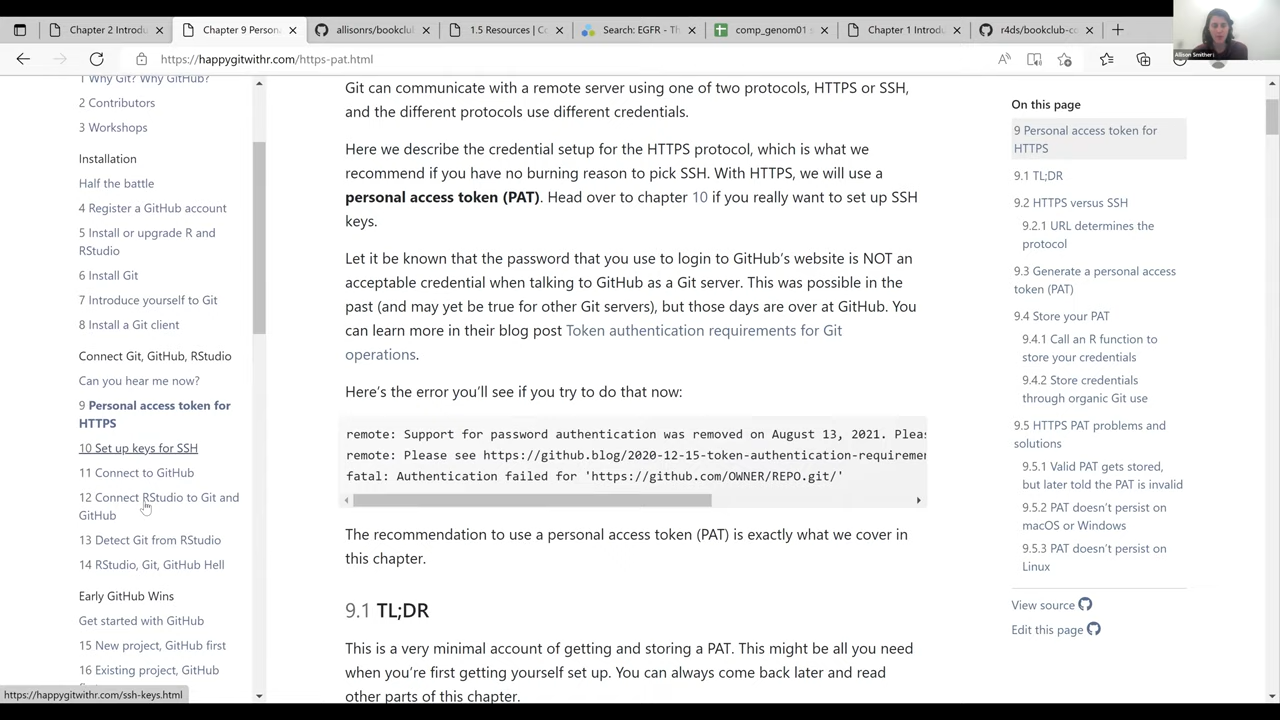 Chapter 2 Introdu
Chapter 9 Person
allisonrs/bookclu
1.5 Resources | Co
Search: EGFR - Th
comp_genom01 s
Chapter 1 Introdu
r4ds/bookclub-co
https://happygitwithr.com/https-pat.html
Allison Smither
1 Why Git? Why GitHub?
2 Contributors
3 Workshops
Installation
Half the battle
4 Register a GitHub account
5 Install or upgrade R and
RStudio
6 Install Git
7 Introduce yourself to Git
8 Install a Git client
Connect Git, GitHub, RStudio
Can you hear me now?
9 Personal access token for
HTTPS
10 Set up keys for SSH
11 Connect to GitHub
12 Connect RStudio to Git and
GitHub
13 Detect Git from RStudio
14 RStudio, Git, GitHub Hell
Early GitHub Wins
Get started with GitHub
15 New project, GitHub first
16 Existing project, GitHub
https://happygitwithr.com/ssh-keys.html
Git can communicate with a remote server using one of two protocols, HTTPS or SSH,
and the different protocols use different credentials.
Here we describe the credential setup for the HTTPS protocol, which is what we
recommend if you have no burning reason to pick SSH. With HTTPS, we will use a
personal access token (PAT). Head over to chapter 10 if you really want to set up SSH
keys.
Let it be known that the password that you use to login to GitHub's website is NOT an
acceptable credential when talking to GitHub as a Git server. This was possible in the
past (and may yet be true for other Git servers), but those days are over at GitHub. You
can learn more in their blog post Token authentication requirements for Git
operations.
Here's the error you'll see if you try to do that now:
remote: Support for password authentication was removed on August 13, 2021. Pleas
remote: Please see https://github.blog/2020-12-15-token-authentication-requiremen
fatal: Authentication failed for 'https://github.com/OWNER/REPO.git/'
The recommendation to use a personal access token (PAT) is exactly what we cover in
this chapter.
9.1 TL;DR
This is a very minimal account of getting and storing a PAT. This might be all you need
when you're first getting yourself set up. You can always come back later and read
other parts of this chapter.
On this page
9 Personal access token for
HTTPS
9.1 TL;DR
9.2 HTTPS versus SSH
9.2.1 URL determines the
protocol
9.3 Generate a personal access
token (PAT)
9.4 Store your PAT
9.4.1 Call an R function to
store your credentials
9.4.2 Store credentials
through organic Git use
9.5 HTTPS PAT problems and
solutions
9.5.1 Valid PAT gets stored,
but later told the PAT is invalid
9.5.2 PAT doesn't persist on
macOS or Windows
9.5.3 PAT doesn't persist on
Linux
View source
Edit this page